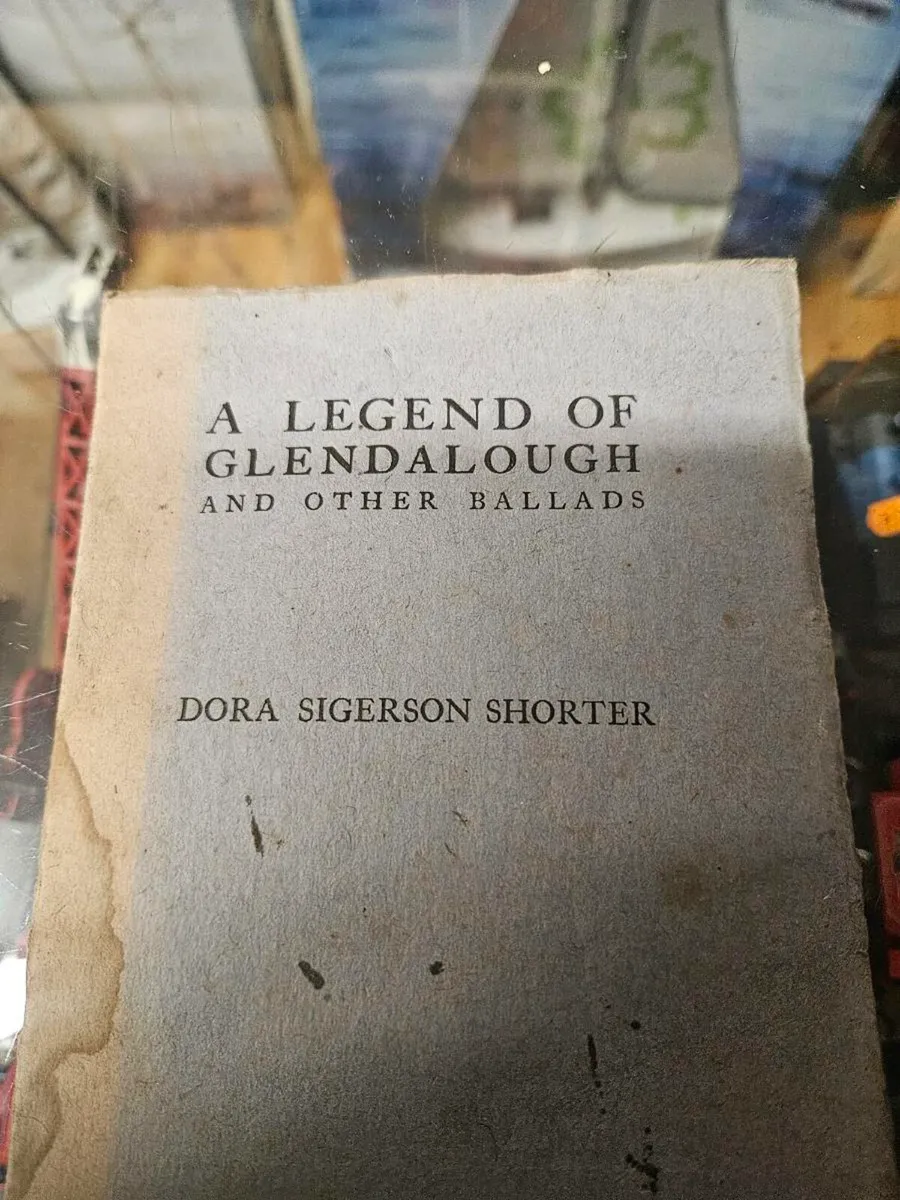 A LEGEND OF
GLENDALOUGH
AND OTHER BALLADS
DORA SIGERSON SHORTER